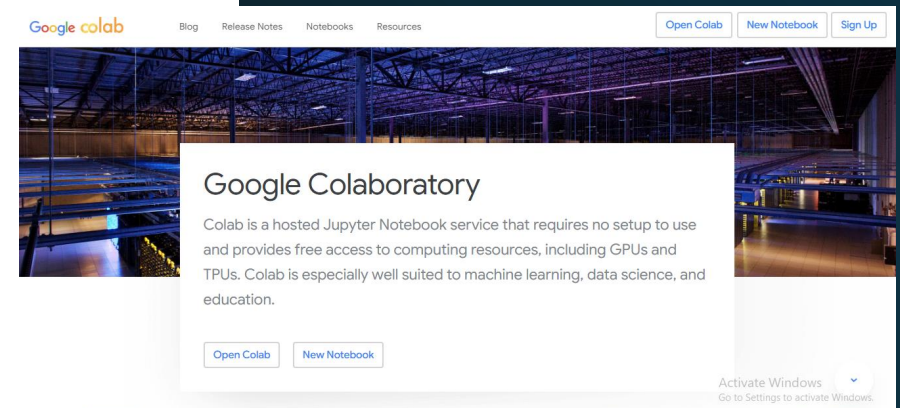 Google colab Blog Release Notes Notebooks Resources Open Colab New Notebook Sign Up
Google Colaboratory
Colab is a hosted Jupyter Notebook service that requires no setup to use
and provides free access to computing resources, including GPUs and
TPUs. Colab is especially well suited to machine learning, data science, and
education.
Open Colab New Notebook
Activate Windows
Go to Settings to activate Windows.